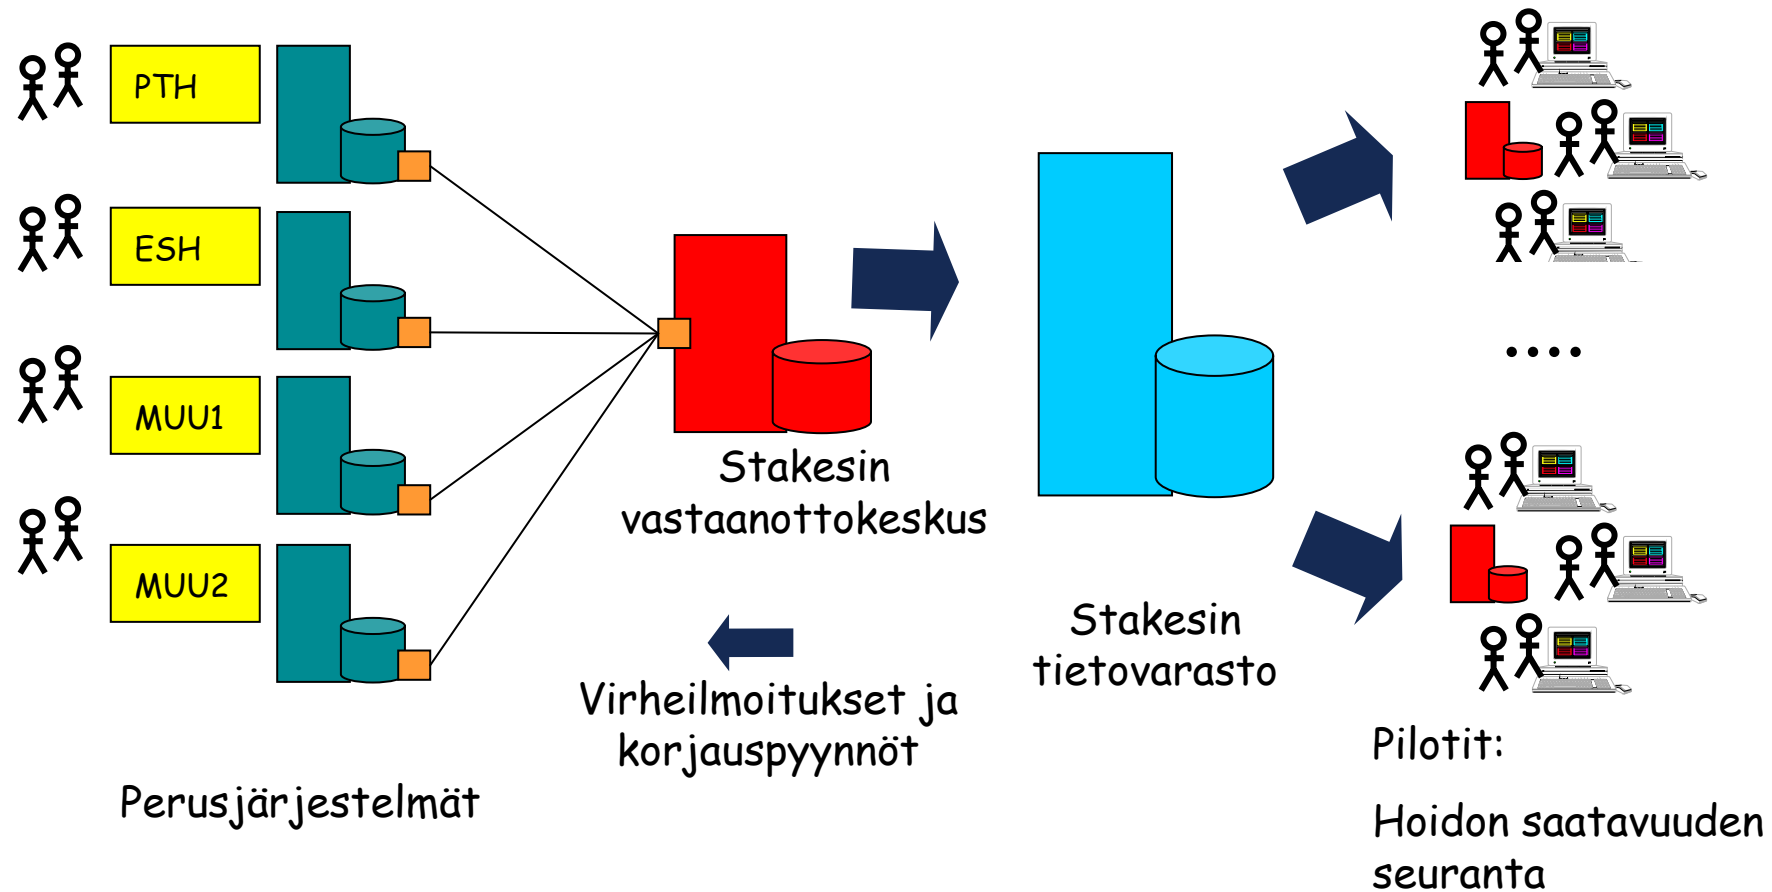 PTH
ESH
MUU1
MUU2
Perusjärjestelmät
Stakesin
vastaanottokeskus
Virheilmoitukset ja
korjauspyynnöt
Stakesin
tietovarasto
....
Pilotit:
Hoidon saatavuuden
seuranta